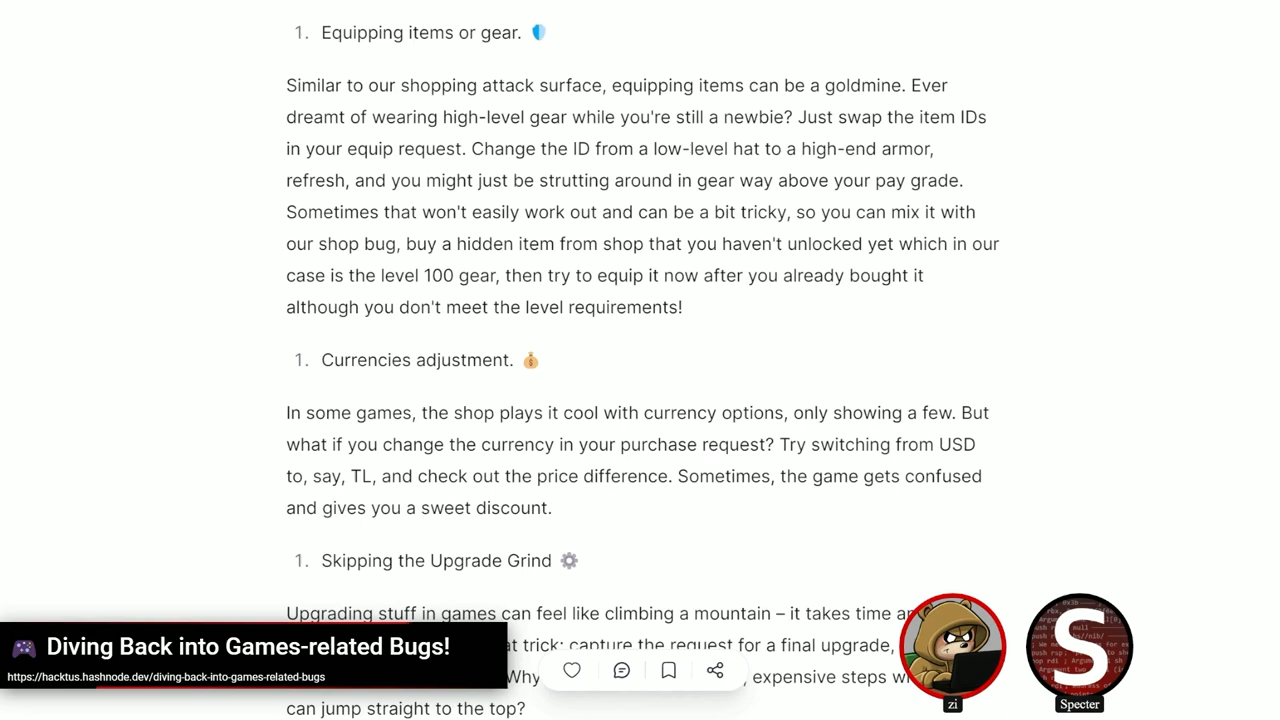 1. Equipping items or gear.
Similar to our shopping attack surface, equipping items can be a goldmine. Ever
dreamt of wearing high-level gear while you're still a newbie? Just swap the item IDs
in your equip request. Change the ID from a low-level hat to a high-end armor,
refresh, and you might just be strutting around in gear way above your pay grade.
Sometimes that won't easily work out and can be a bit tricky, so you can mix it with
our shop bug, buy a hidden item from shop that you haven't unlocked yet which in our
case is the level 100 gear, then try to equip it now after you already bought it
although you don't meet the level requirements!
1. Currencies adjustment.
In some games, the shop plays it cool with currency options, only showing a few. But
what if you change the currency in your purchase request? Try switching from USD
to, say, TL, and check out the price difference. Sometimes, the game gets confused
and gives you a sweet discount.
1. Skipping the Upgrade Grind
Upgrading stuff in games can feel like climbing a mountain – it takes time
trick: capture the request for a final upgrade,
Why expensive steps
can jump straight to the top?
Diving Back into Games-related Bugs!
https://hacktus.hashnode.dev/diving-back-into-games-related-bugs
S
zi
Specter